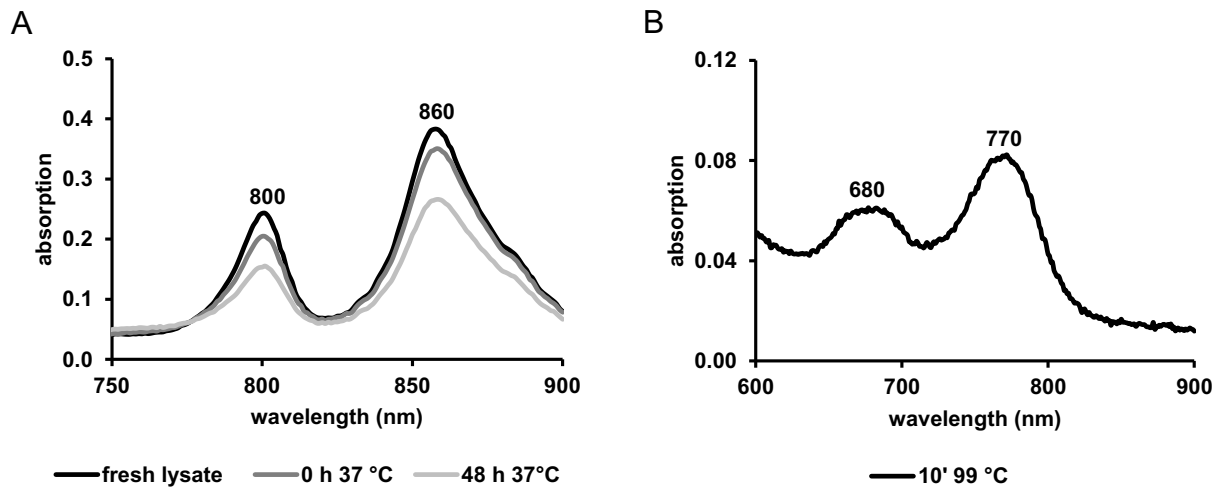 A
0.5
0.4
0.3
0.2
0.1
0.0
absorption
800
860
750
800
850
900
wavelength (nm)
fresh lysate
0 h 37 °C
48 h 37°C
B
0.12
0.08
0.04
0.00
absorption
680
770
600
700
800
900
wavelength (nm)
10' 99 °C